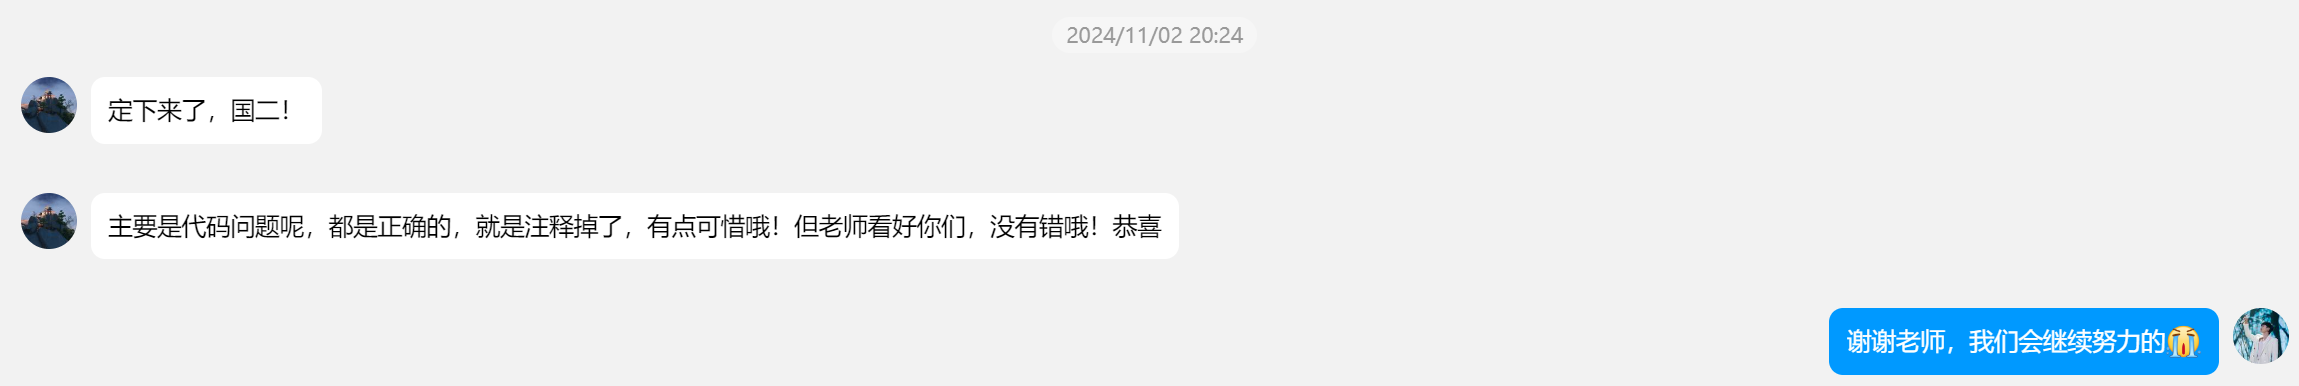 2024/11/02 20:24
定下来了，国二！
主要是代码问题呢，都是正确的，就是注释掉了，有点可惜哦！但老师看好你们，没有错哦！恭喜
谢谢老师，我们会继续努力的😭